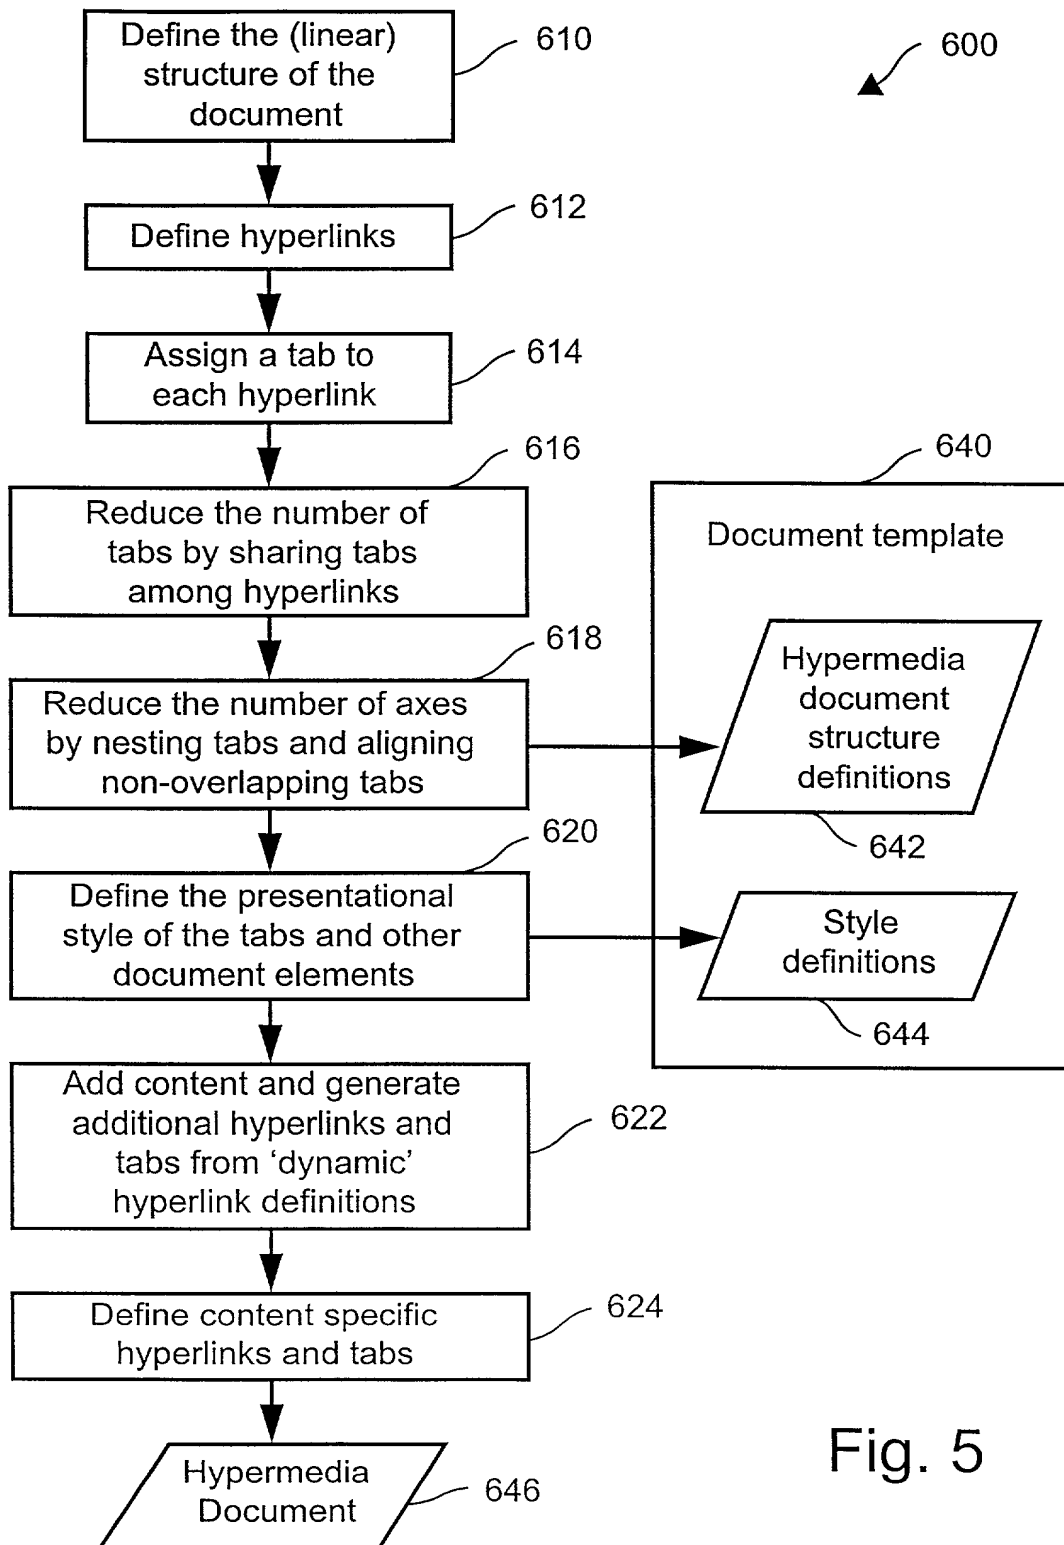 Define the (linear)
structure of the
document
610
600
Define hyperlinks
612
Assign a tab to
each hyperlink
614
616
Reduce the number of
tabs by sharing tabs
among hyperlinks
640
Document template
618
Reduce the number of axes
by nesting tabs and aligning
non-overlapping tabs
Hypermedia
document
structure
definitions
642
620
Define the presentational
style of the tabs and other
document elements
Style
definitions
644
Add content and generate
additional hyperlinks and
tabs from ‘dynamic’
hyperlink definitions
622
Define content specific
hyperlinks and tabs
624
Hypermedia
Document
646
Fig. 5